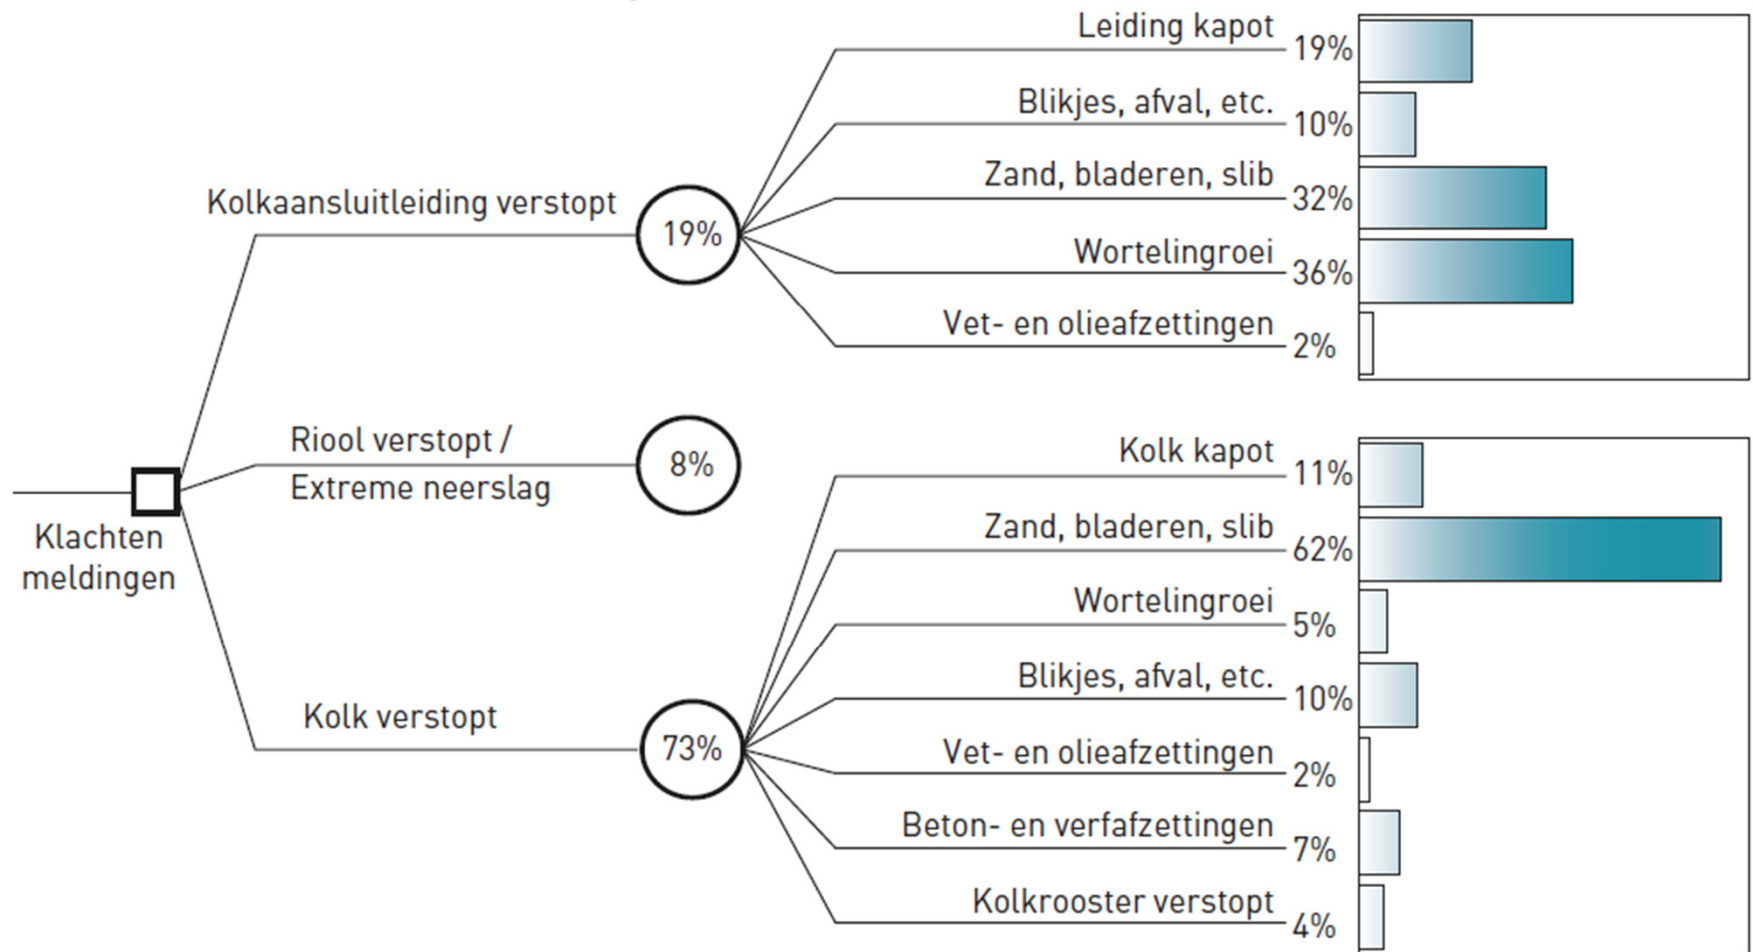 Leiding kapot 19%
Blikjes, afval, etc. 10%
Zand, bladeren, slib 32%
Kolkaansluitleiding verstopt 19%
Wortelingroei 36%
Vet- en olieafzettingen 2%
Riool verstopt / 8%
Extreme neerslag
Klachten
meldingen
Kolk kapot 11%
Zand, bladeren, slib 62%
Wortelingroei 5%
Blikjes, afval, etc. 10%
Kolk verstopt 73%
Vet- en olieafzettingen 2%
Beton- en verfafzettingen 7%
Kolkrooster verstopt 4%